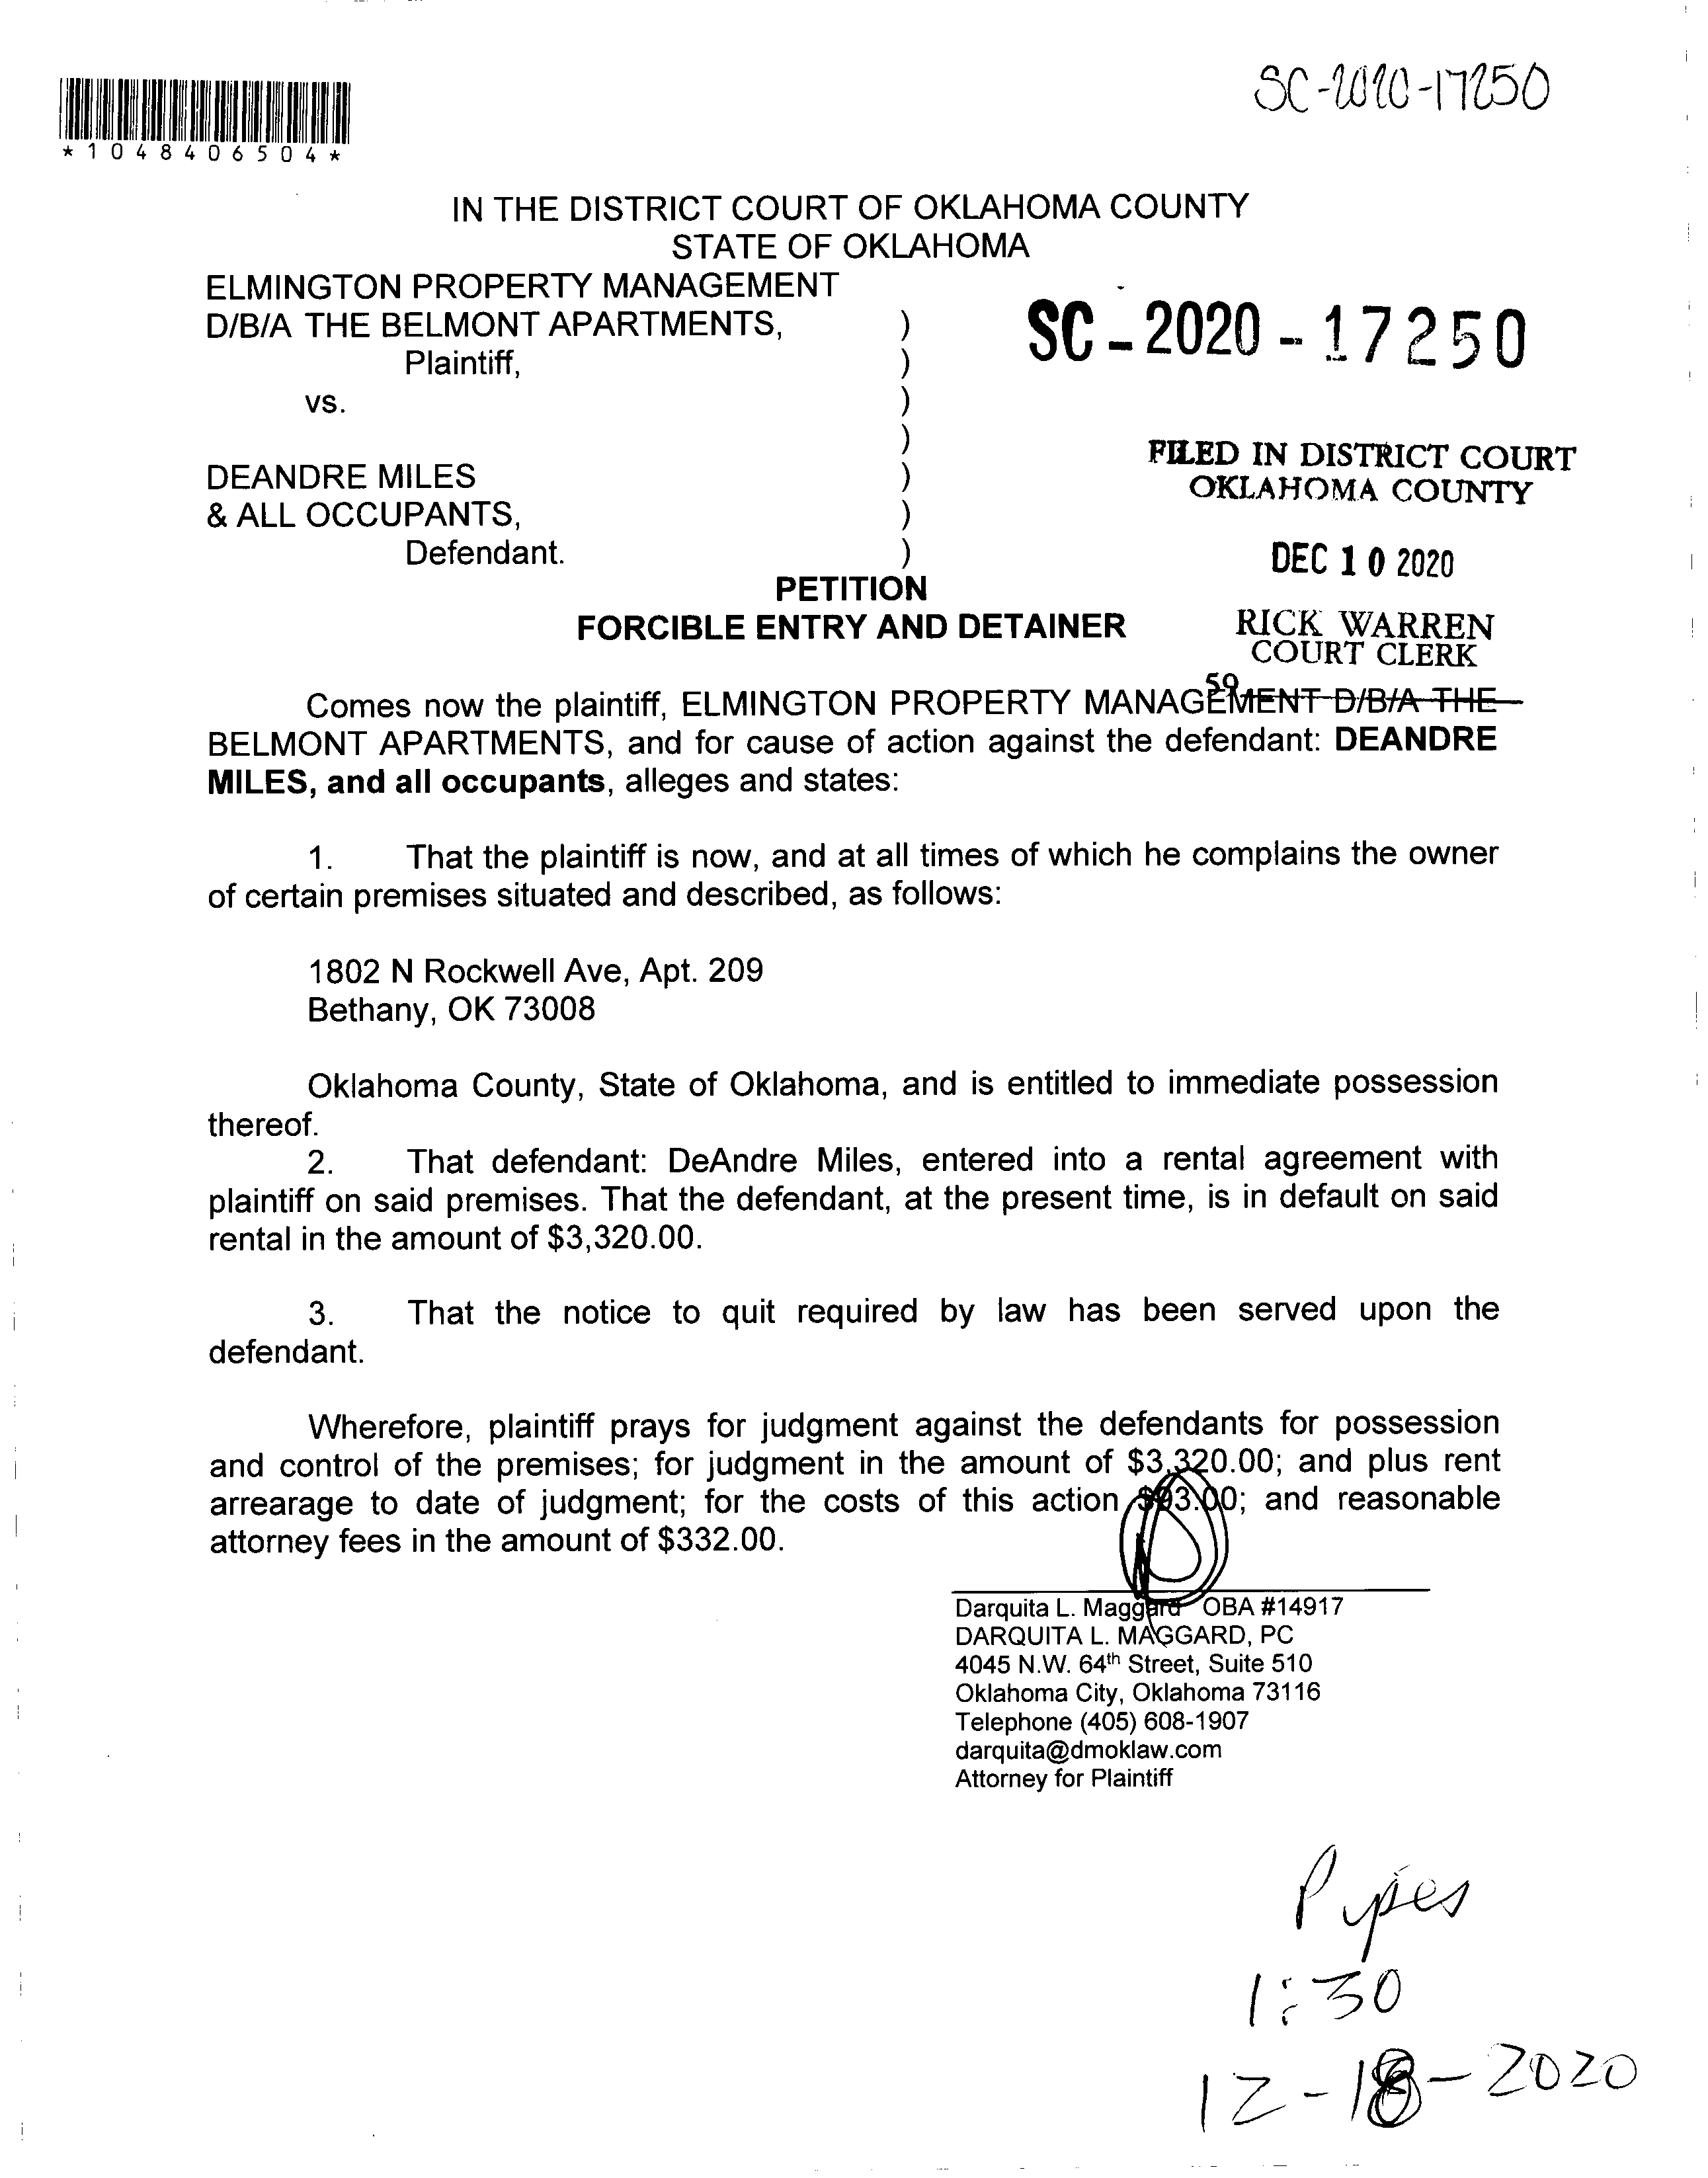 SC-2020-17250
*1048406504*
IN THE DISTRICT COURT OF OKLAHOMA COUNTY
STATE OF OKLAHOMA
ELMINGTON PROPERTY MANAGEMENT
D/B/A THE BELMONT APARTMENTS, )
Plaintiff, )
vs. )
)
DEANDRE MILES )
& ALL OCCUPANTS, )
Defendant. )
SC-2020-17250
FILED IN DISTRICT COURT
OKLAHOMA COUNTY
DEC 10 2020
RICK WARREN
COURT CLERK
59
PETITION
FORCIBLE ENTRY AND DETAINER
Comes now the plaintiff, ELMINGTON PROPERTY MANAGEMENT D/B/A THE
BELMONT APARTMENTS, and for cause of action against the defendant: DEANDRE
MILES, and all occupants, alleges and states:
1. That the plaintiff is now, and at all times of which he complains the owner
of certain premises situated and described, as follows:
1802 N Rockwell Ave, Apt. 209
Bethany, OK 73008
Oklahoma County, State of Oklahoma, and is entitled to immediate possession
thereof.
2. That defendant: DeAndre Miles, entered into a rental agreement with
plaintiff on said premises. That the defendant, at the present time, is in default on said
rental in the amount of $3,320.00.
3. That the notice to quit required by law has been served upon the
defendant.
Wherefore, plaintiff prays for judgment against the defendants for possession
and control of the premises; for judgment in the amount of $3,320.00; and plus rent
arrearage to date of judgment; for the costs of this action $93.00; and reasonable
attorney fees in the amount of $332.00.
Darquita L. Maggard OBA #14917
DARQUITA L. MAGGARD, PC
4045 N.W. 64th Street, Suite 510
Oklahoma City, Oklahoma 73116
Telephone (405) 608-1907
darquita@dmoklaw.com
Attorney for Plaintiff
Pipes
1:30
12-18-2020